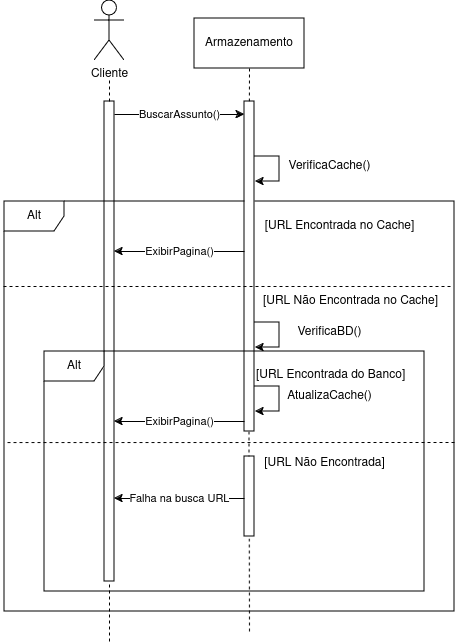 Armazenamento
Cliente
BuscarAssunto()
VerificaCache()
Alt
[URL Encontrada no Cache]
ExibirPagina()
[URL Não Encontrada no Cache]
VerificaBD()
Alt
[URL Encontrada do Banco]
AtualizaCache()
ExibirPagina()
[URL Não Encontrada]
Falha na busca URL